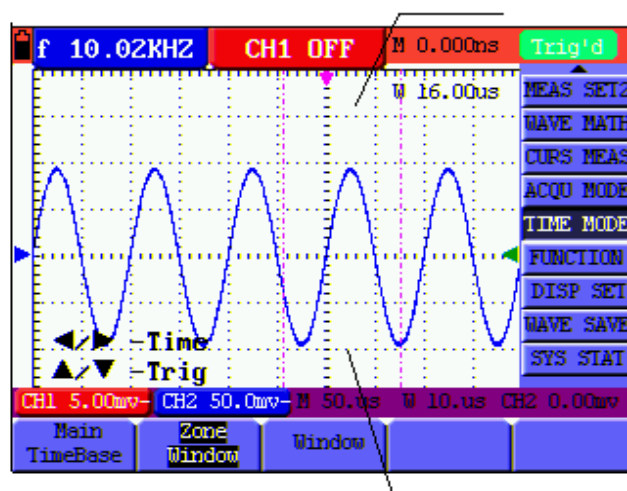 f 10.02KHZ CH1 OFF M 0.000ns Trig'd
W 16.00us
MEAS SET2
WAVE MATH
CURS MEAS
ACQU MODE
TIME MODE
FUNCTION
DISP SET
WAVE SAVE
SYS STAT
-Time
-Trig
CH1 5.00mv- CH2 50.0mv- M 50.us W 10.us CH2 0.00mv
Main TimeBase
Zone Window
Window